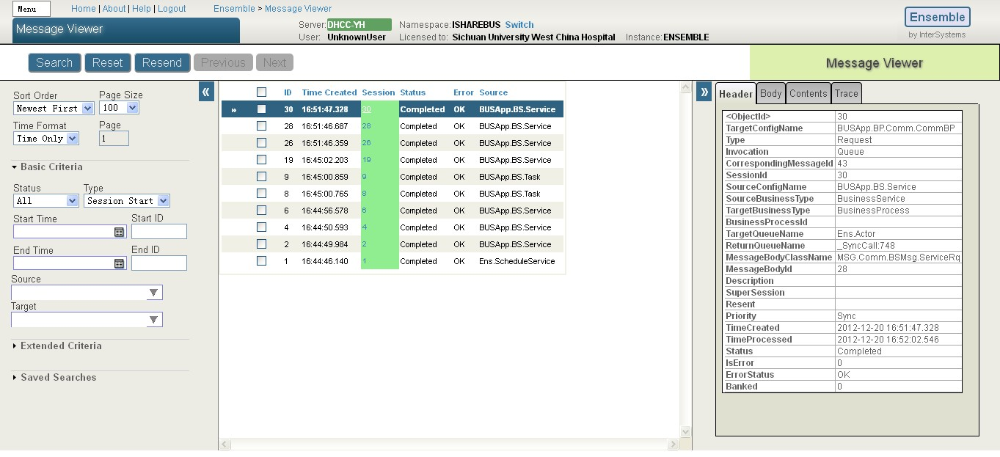 Menu
Home | About | Help | Logout
Ensemble > Message Viewer
Message Viewer
Server: DHCC-YH Namespace: ISHAREBUS Switch
User: UnknownUser Licensed to: Sichuan University West China Hospital Instance: ENSEMBLE
Ensemble
by InterSystems
Search Reset Resend Previous Next
Message Viewer
Sort Order Page Size
Newest First 100
Time Format Page
Time Only 1
Basic Criteria
Status Type
All Session Start
Start Time Start ID
End Time End ID
Source
Target
Extended Criteria
Saved Searches
«
ID Time Created Session Status Error Source
» 30 16:51:47.328 30 Completed OK BUSApp.BS.Service
28 16:51:46.687 28 Completed OK BUSApp.BS.Service
26 16:51:46.359 26 Completed OK BUSApp.BS.Service
19 16:45:02.203 19 Completed OK BUSApp.BS.Service
9 16:45:00.859 9 Completed OK BUSApp.BS.Task
8 16:45:00.765 8 Completed OK BUSApp.BS.Task
6 16:44:56.578 6 Completed OK BUSApp.BS.Service
4 16:44:50.593 4 Completed OK BUSApp.BS.Service
2 16:44:49.984 2 Completed OK BUSApp.BS.Service
1 16:44:46.140 1 Completed OK Ens.ScheduleService
»
Header Body Contents Trace
<ObjectId> 30
TargetConfigName BUSApp.BP.Comm.CommBP
Type Request
Invocation Queue
CorrespondingMessageId 43
SessionId 30
SourceConfigName BUSApp.BS.Service
SourceBusinessType BusinessService
TargetBusinessType BusinessProcess
BusinessProcessId
TargetQueueName Ens.Actor
ReturnQueueName _SyncCall:748
MessageBodyClassName MSG.Comm.BSMsg.ServiceRq
MessageBodyId 28
Description
SuperSession
Resent
Priority Sync
TimeCreated 2012-12-20 16:51:47.328
TimeProcessed 2012-12-20 16:52:02.546
Status Completed
IsError 0
ErrorStatus OK
Banked 0